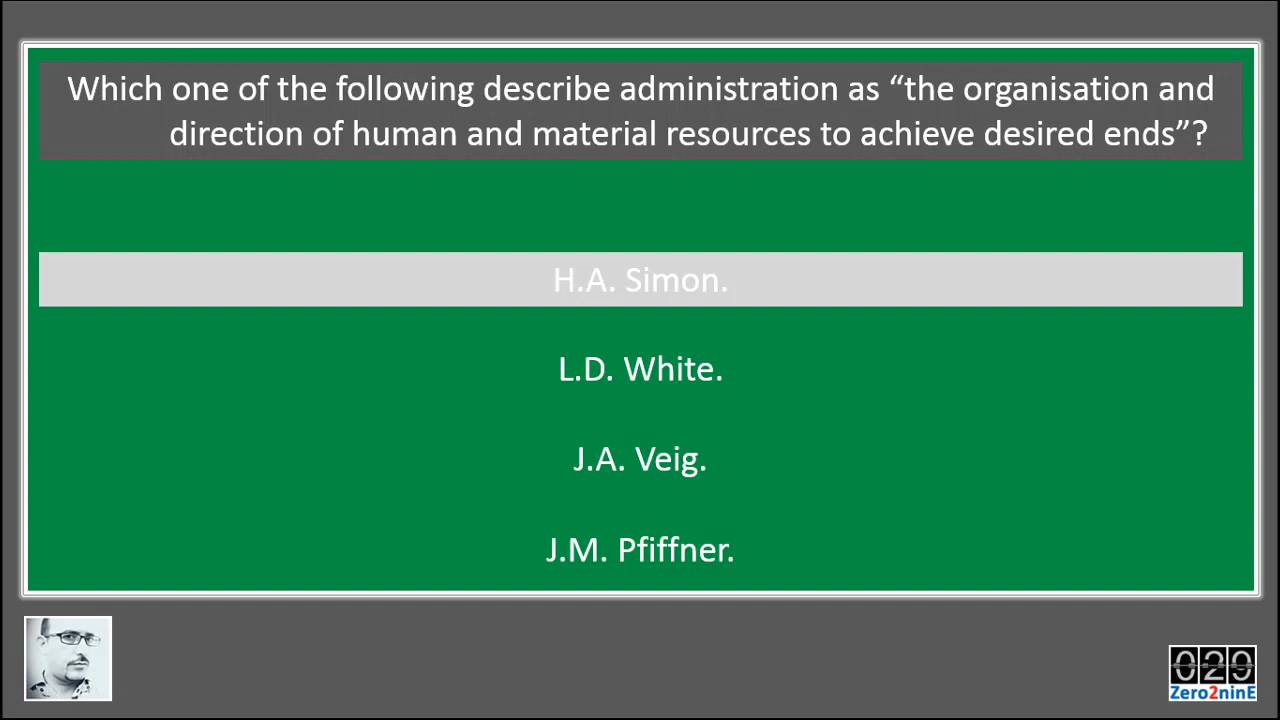 Which one of the following describe administration as “the organisation and
direction of human and material resources to achieve desired ends”?
H.A. Simon.
L.D. White.
J.A. Veig.
J.M. Pfiffner.
029
Zero2ninE